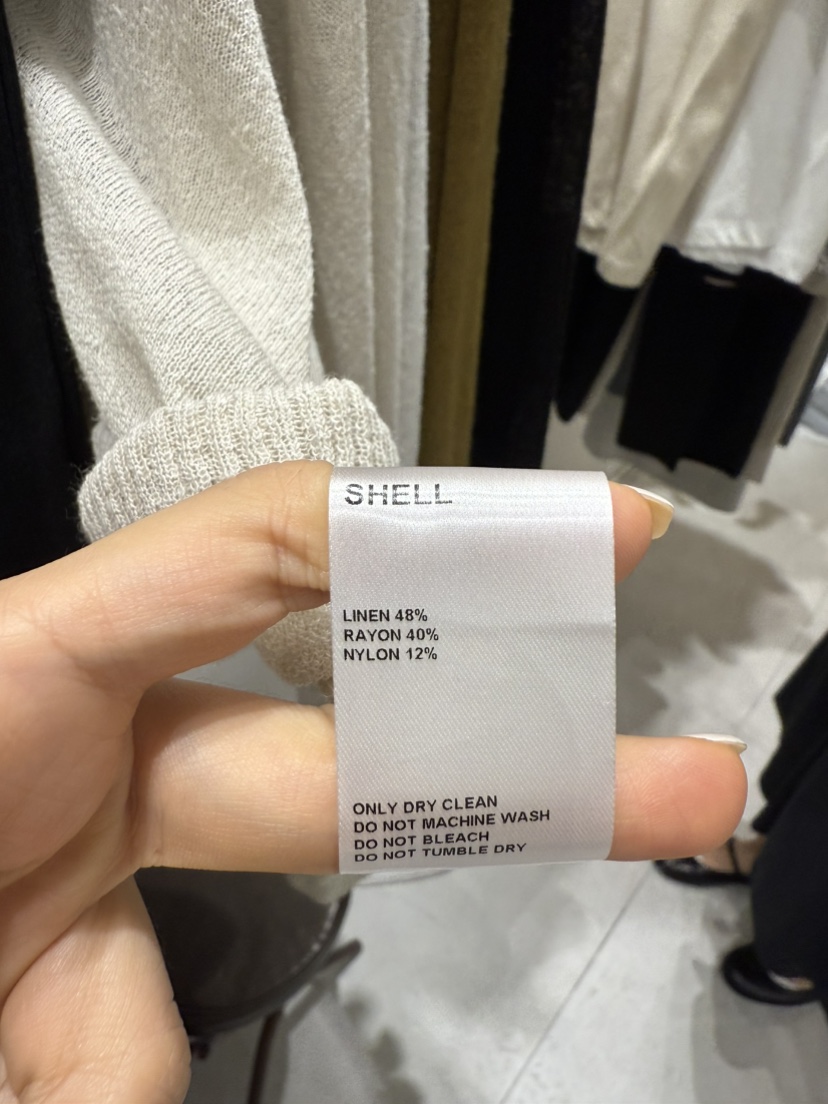 SHELL
LINEN 48%
RAYON 40%
NYLON 12%
ONLY DRY CLEAN
DO NOT MACHINE WASH
DO NOT BLEACH
DO NOT TUMBLE DRY